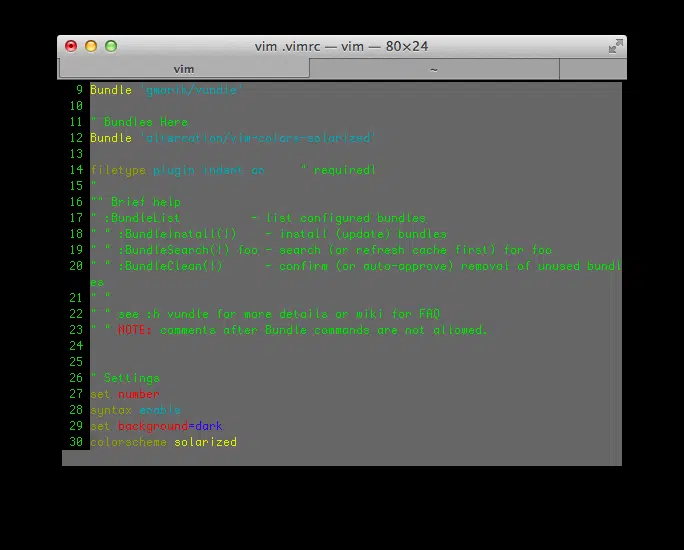 vim .vimrc — vim — 80×24
vim ~
9 Bundle 'gmarik/vundle'
10
11 " Bundles Here
12 Bundle 'altercation/vim-colors-solarized'
13
14 filetype plugin indent on     " required!
15 "
16 "" Brief help
17 " :BundleList          - list configured bundles
18 " " :BundleInstall(!)    - install (update) bundles
19 " " :BundleSearch(!) foo - search (or refresh cache first) for foo
20 " " :BundleClean(!)      - confirm (or auto-approve) removal of unused bundl
es
21 " "
22 " " see :h vundle for more details or wiki for FAQ
23 " " NOTE: comments after Bundle commands are not allowed.
24
25
26 " Settings
27 set number
28 syntax enable
29 set background=dark
30 colorscheme solarized